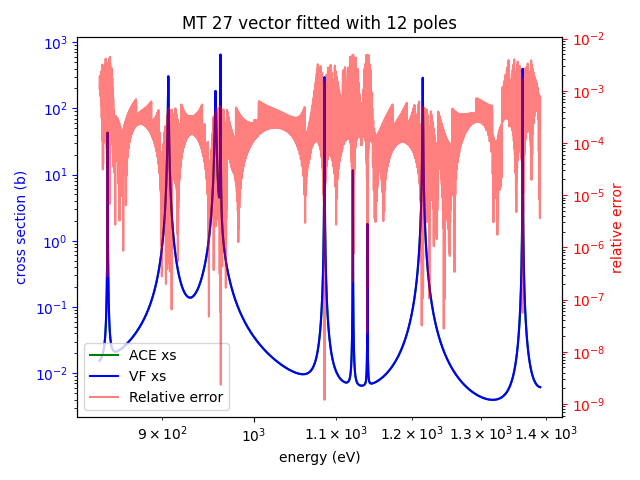 MT 27 vector fitted with 12 poles
10³
10²
10¹
10⁰
10⁻¹
10⁻²
cross section (b)
10⁻²
10⁻³
10⁻⁴
10⁻⁵
10⁻⁶
10⁻⁷
10⁻⁸
10⁻⁹
relative error
ACE xs
VF xs
Relative error
9 × 10² 10³ 1.1 × 10³ 1.2 × 10³ 1.3 × 10³ 1.4 × 10³
energy (eV)